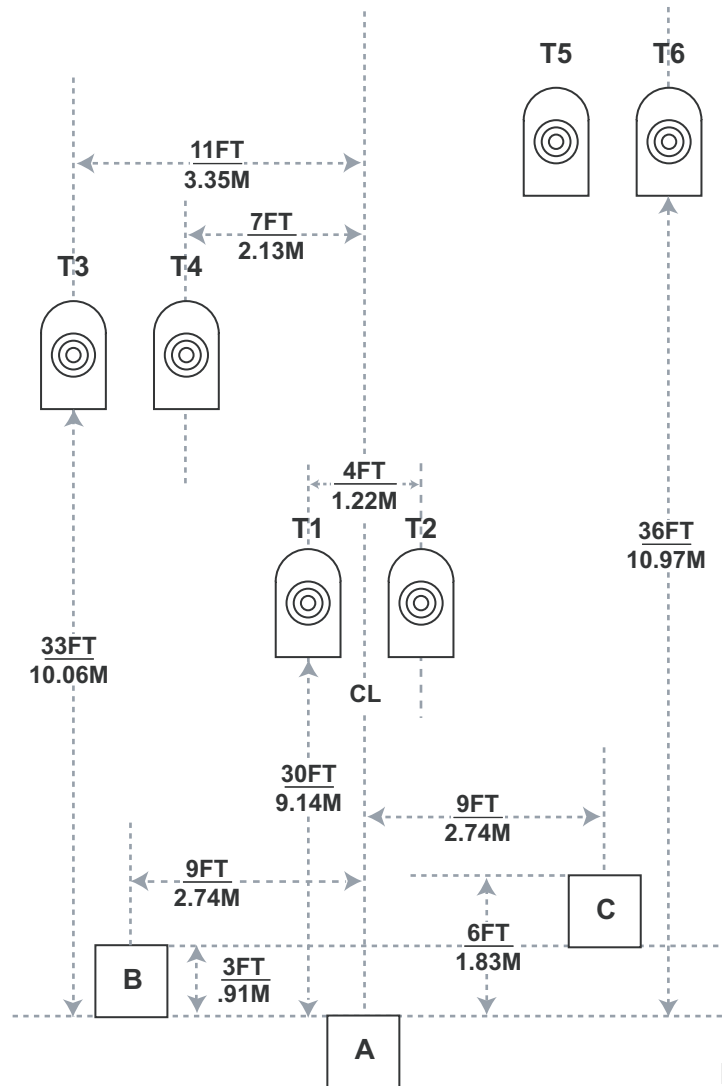 T5
T6
11FT
3.35M
7FT
2.13M
T3
T4
4FT
1.22M
T1
T2
36FT
10.97M
33FT
10.06M
CL
30FT
9.14M
9FT
2.74M
9FT
2.74M
C
6FT
1.83M
B
3FT
.91M
A